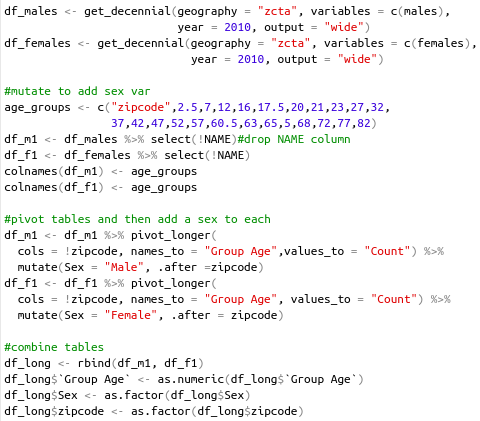 df_males <- get_decennial(geography = "zcta", variables = c(males),
year = 2010, output = "wide")
df_females <- get_decennial(geography = "zcta", variables = c(females),
year = 2010, output = "wide")
#mutate to add sex var
age_groups <- c("zipcode",2.5,7,12,16,17.5,20,21,23,27,32,
37,42,47,52,57,60.5,63,65,5,68,72,77,82)
df_m1 <- df_males %>% select(!NAME)#drop NAME column
df_f1 <- df_females %>% select(!NAME)
colnames(df_m1) <- age_groups
colnames(df_f1) <- age_groups
#pivot tables and then add a sex to each
df_m1 <- df_m1 %>% pivot_longer(
cols = !zipcode, names_to = "Group Age",values_to = "Count") %>%
mutate(Sex = "Male", .after =zipcode)
df_f1 <- df_f1 %>% pivot_longer(
cols = !zipcode, names_to = "Group Age", values_to = "Count") %>%
mutate(Sex = "Female", .after = zipcode)
#combine tables
df_long <- rbind(df_m1, df_f1)
df_long$`Group Age` <- as.numeric(df_long$`Group Age`)
df_long$Sex <- as.factor(df_long$Sex)
df_long$zipcode <- as.factor(df_long$zipcode)